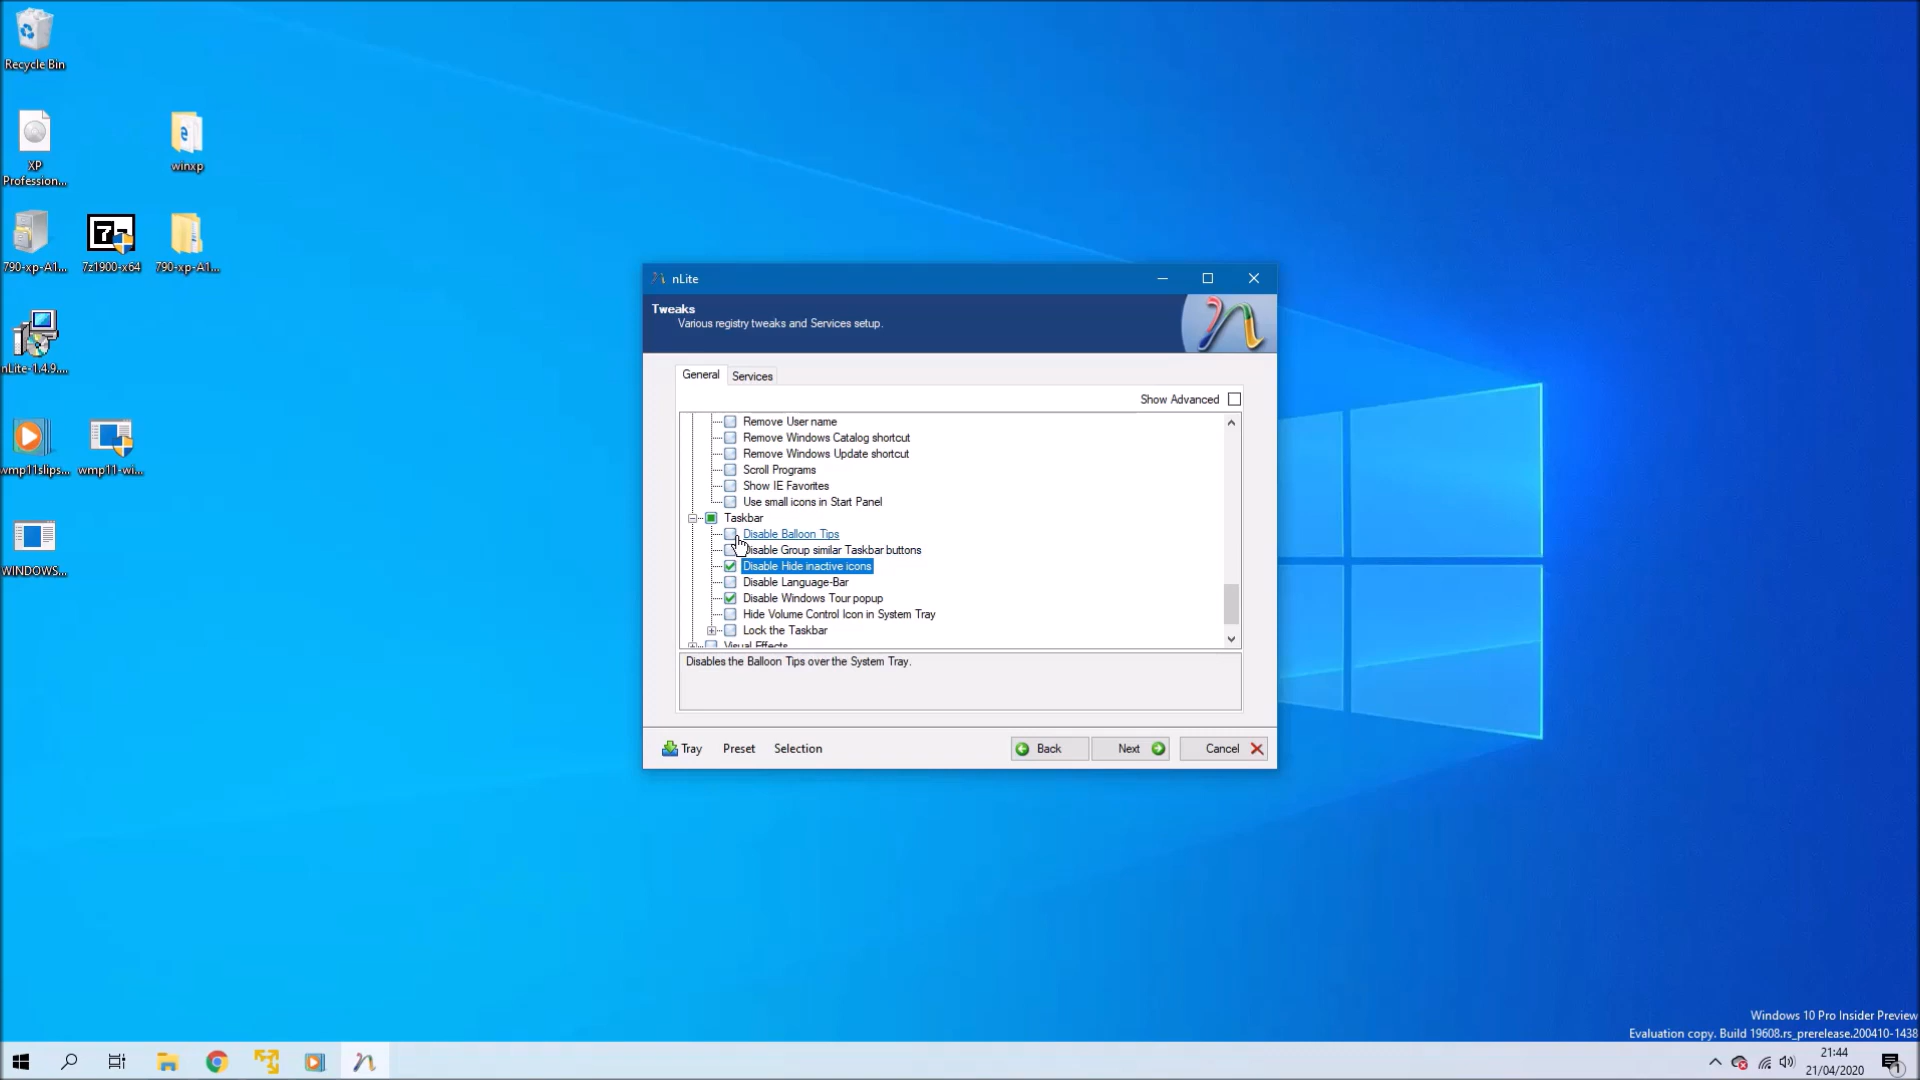 Recycle Bin
XP
Profession...
winxp
790-xp-A1...
7z1900-x64
790-xp-A1...
nLite-1.4.9....
wmp11slips...
wmp11-wi...
WINDOWS...
nLite
Tweaks
Various registry tweaks and Services setup.
General
Services
Show Advanced
Remove User name
Remove Windows Catalog shortcut
Remove Windows Update shortcut
Scroll Programs
Show IE Favorites
Use small icons in Start Panel
Taskbar
Disable Balloon Tips
Disable Group similar Taskbar buttons
Disable Hide inactive icons
Disable Language-Bar
Disable Windows Tour popup
Hide Volume Control Icon in System Tray
Lock the Taskbar
Visual Effects
Disables the Balloon Tips over the System Tray.
Tray
Preset
Selection
Back
Next
Cancel
Windows 10 Pro Insider Preview
Evaluation copy. Build 19608.rs_prerelease.200410-1438
21:44
21/04/2020
1